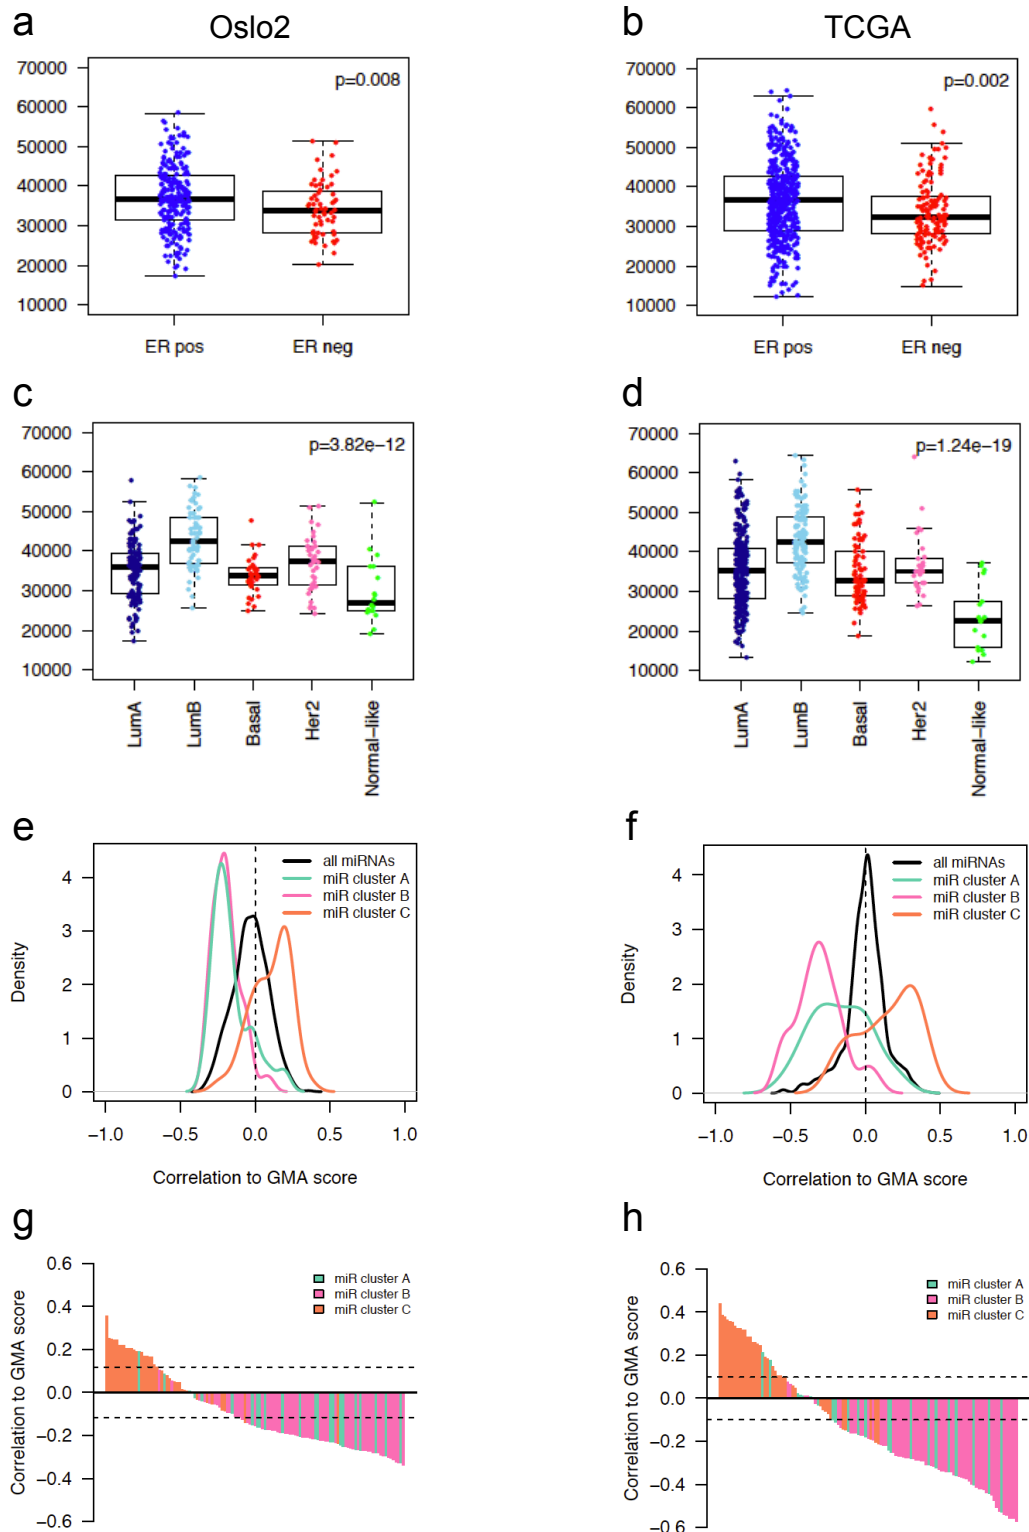 a Oslo2
70000
60000
50000
40000
30000
20000
10000
p=0.008
ER pos ER neg
b TCGA
70000
60000
50000
40000
30000
20000
10000
p=0.002
ER pos ER neg
c
70000
60000
50000
40000
30000
20000
10000
p=3.82e−12
LumA
LumB
Basal
Her2
Normal−like
d
70000
60000
50000
40000
30000
20000
10000
p=1.24e−19
LumA
LumB
Basal
Her2
Normal−like
e
all miRNAs
miR cluster A
miR cluster B
miR cluster C
Density
4
3
2
1
0
−1.0 −0.5 0.0 0.5 1.0
Correlation to GMA score
f
all miRNAs
miR cluster A
miR cluster B
miR cluster C
Density
4
3
2
1
0
−1.0 −0.5 0.0 0.5 1.0
Correlation to GMA score
g
Correlation to GMA score
0.6
0.4
0.2
0.0
−0.2
−0.4
−0.6
miR cluster A
miR cluster B
miR cluster C
h
Correlation to GMA score
0.6
0.4
0.2
0.0
−0.2
−0.4
−0.6
miR cluster A
miR cluster B
miR cluster C